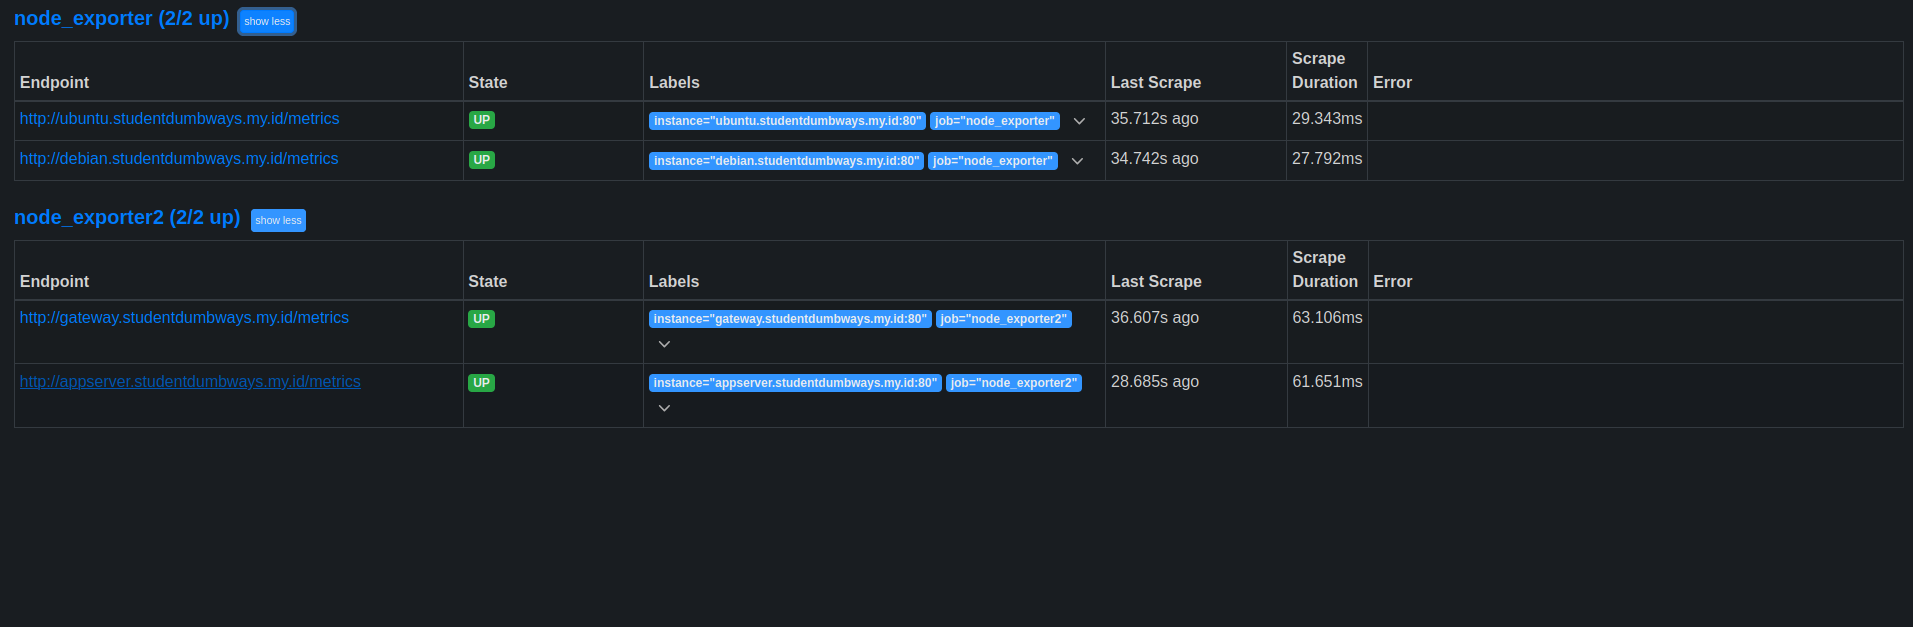 node_exporter (2/2 up) show less
Endpoint State Labels Last Scrape Scrape Duration Error
http://ubuntu.studentdumbways.my.id/metrics UP instance="ubuntu.studentdumbways.my.id:80" job="node_exporter" 35.712s ago 29.343ms
http://debian.studentdumbways.my.id/metrics UP instance="debian.studentdumbways.my.id:80" job="node_exporter" 34.742s ago 27.792ms
node_exporter2 (2/2 up) show less
Endpoint State Labels Last Scrape Scrape Duration Error
http://gateway.studentdumbways.my.id/metrics UP instance="gateway.studentdumbways.my.id:80" job="node_exporter2" 36.607s ago 63.106ms
http://appserver.studentdumbways.my.id/metrics UP instance="appserver.studentdumbways.my.id:80" job="node_exporter2" 28.685s ago 61.651ms